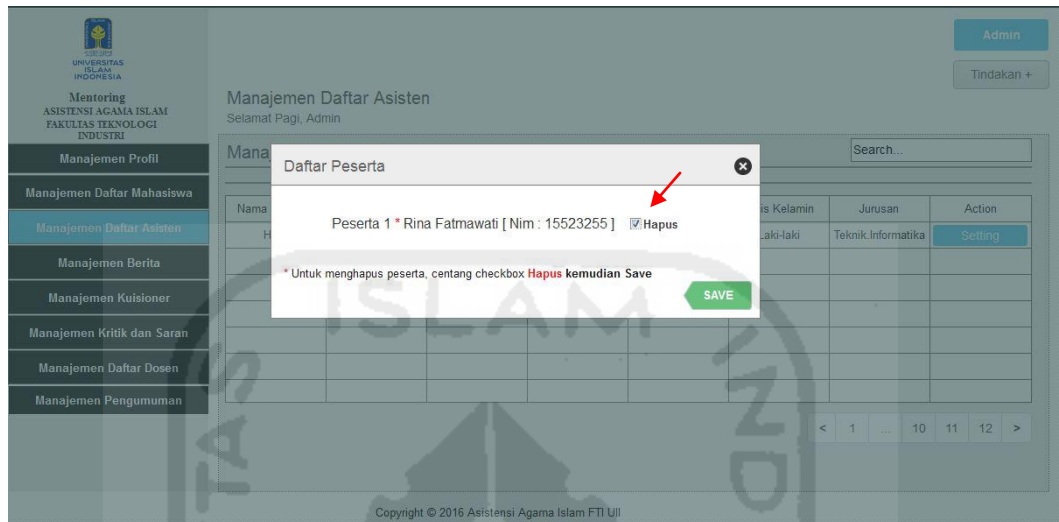 UNIVERSITAS
ISLAM
INDONESIA
Mentoring
ASISTENSI AGAMA ISLAM
FAKULTAS TEKNOLOGI
INDUSTRI
Manajemen Profil
Manajemen Daftar Mahasiswa
Manajemen Daftar Asisten
Manajemen Berita
Manajemen Kuisioner
Manajemen Kritik dan Saran
Manajemen Daftar Dosen
Manajemen Pengumuman
Admin
Tindakan +
Manajemen Daftar Asisten
Selamat Pagi, Admin
Mana
Search...
Nama
is Kelamin
Jurusan
Action
H
Laki-laki
Teknik Informatika
Setting
Daftar Peserta
Peserta 1 * Rina Fatmawati [ Nim : 15523255 ] Hapus
* Untuk menghapus peserta, centang checkbox Hapus kemudian Save
SAVE
< 1 ... 10 11 12 >
Copyright © 2016 Asistensi Agama Islam FTI UII
ISLAM
TAS
IND